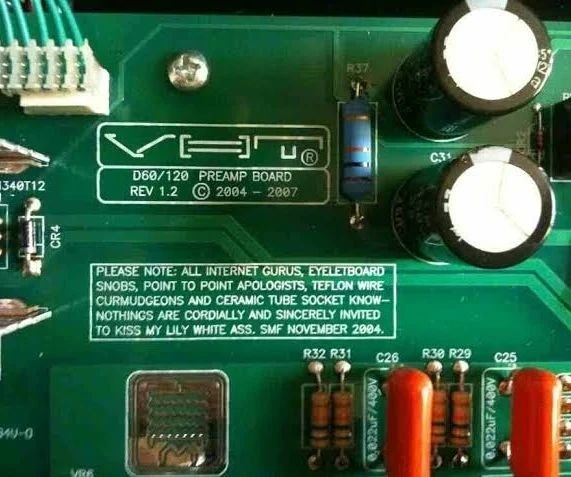 R37
VHT®
D60/120 PREAMP BOARD
REV 1.2 © 2004 - 2007
C31
340T12
CR4
PLEASE NOTE: ALL INTERNET GURUS, EYELETBOARD
SNOBS, POINT TO POINT APOLOGISTS, TEFLON WIRE
CURMUDGEONS AND CERAMIC TUBE SOCKET KNOW-
NOTHINGS ARE CORDIALLY AND SINCERELY INVITED
TO KISS MY LILY WHITE ASS. SMF NOVEMBER 2004.
R32 R31 C26 R30 R29 C25
0.022uF/400V
0.022uF/400V
94V-0
VR6